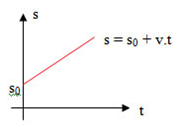 s
s = s₀ + v.t
s₀
t